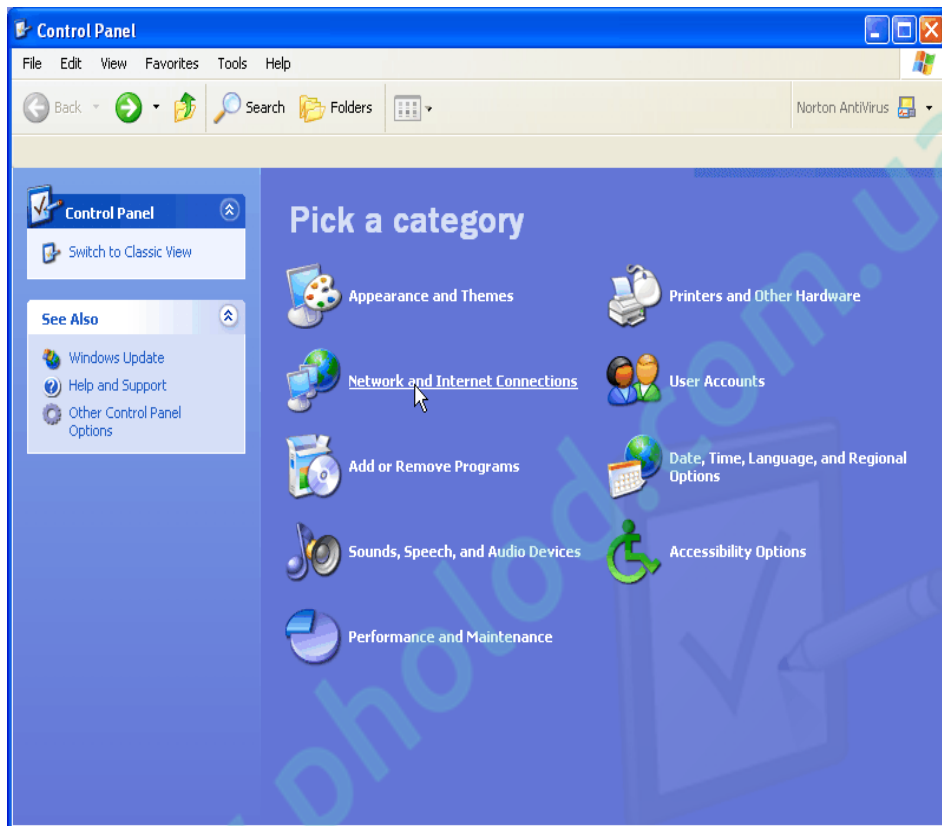 Control Panel
File Edit View Favorites Tools Help
Back Search Folders Norton AntiVirus
Control Panel
Switch to Classic View
See Also
Windows Update
Help and Support
Other Control Panel
Options
Pick a category
Appearance and Themes
Printers and Other Hardware
Network and Internet Connections
User Accounts
Add or Remove Programs
Date, Time, Language, and Regional
Options
Sounds, Speech, and Audio Devices
Accessibility Options
Performance and Maintenance
.pholod.com.ua